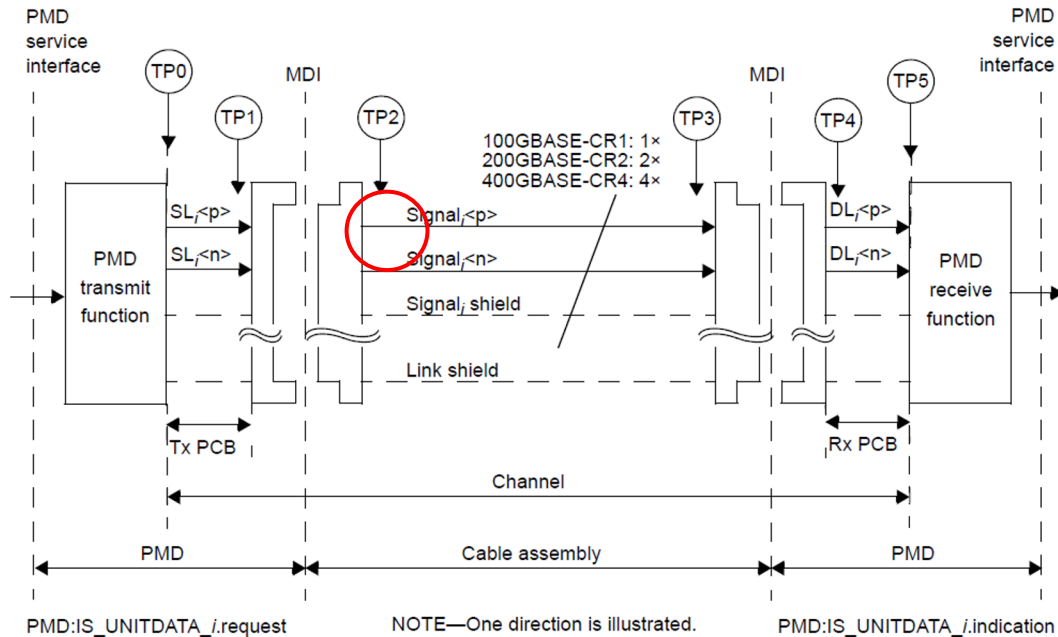 PMD
service
interface
TP0
TP1
MDI
TP2
TP3
MDI
TP4
TP5
PMD
service
interface
100GBASE-CR1: 1×
200GBASE-CR2: 2×
400GBASE-CR4: 4×
SLi<p>
SLi<n>
PMD
transmit
function
Signali<p>
Signali<n>
Signali shield
Link shield
DLi<p>
DLi<n>
PMD
receive
function
Tx PCB
Rx PCB
Channel
PMD
Cable assembly
PMD
PMD:IS_UNITDATA_i.request
NOTE—One direction is illustrated.
PMD:IS_UNITDATA_i.indication